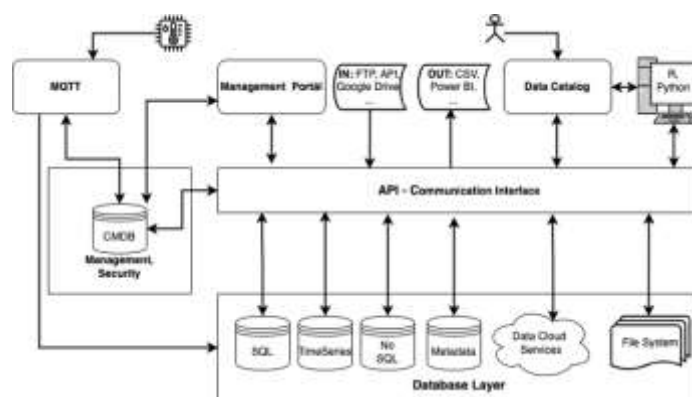 MQTT
Management Portal
IN: FTP, API,
Google Drive
...
OUT: CSV,
Power BI,
...
Data Catalog
R,
Python
API - Communication Interface
CMDB
Management,
Security
SQL
TimeSeries
No
SQL
Metadata
Data Cloud
Services
File System
Database Layer